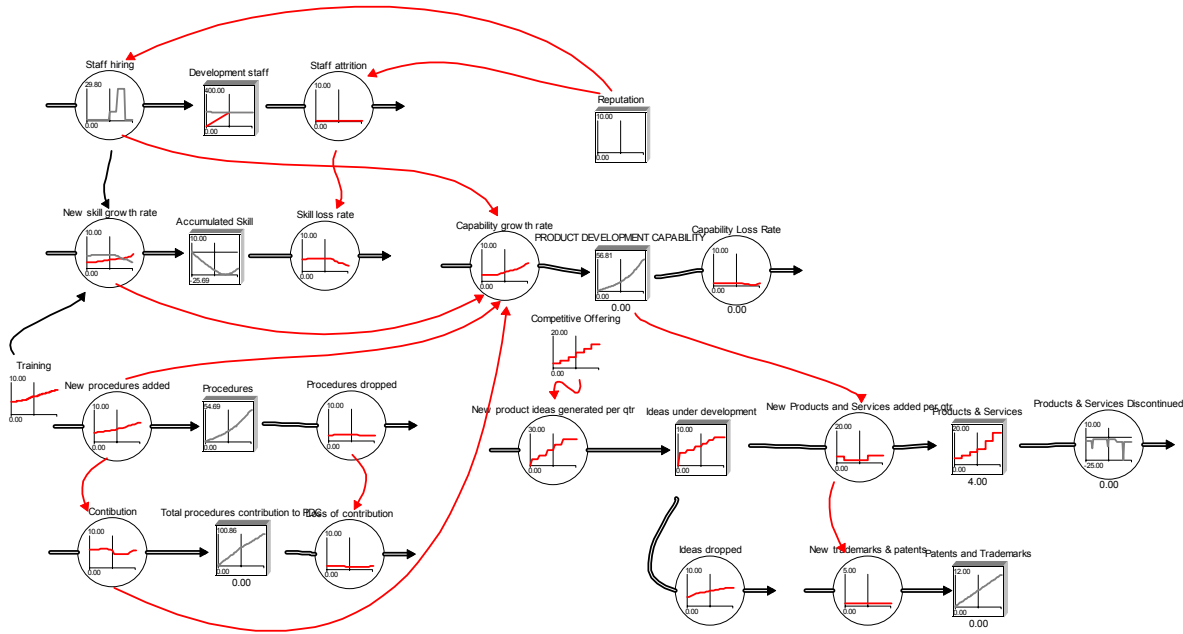 Staff hiring
29.80
0.00
Development staff
400.00
0.00
Staff attrition
10.00
0.00
Reputation
10.00
0.00
New skill growth rate
10.00
0.00
Accumulated Skill
10.00
-25.69
Skill loss rate
10.00
0.00
Capability growth rate
10.00
0.00
PRODUCT DEVELOPMENT CAPABILITY
56.81
0.00
0.00
Capability Loss Rate
10.00
0.00
0.00
Competitive Offering
20.00
0.00
Training
10.00
0.00
New procedures added
10.00
0.00
Procedures
54.69
0.00
Procedures dropped
10.00
0.00
New product ideas generated per qtr
30.00
0.00
Ideas under development
10.00
0.00
New Products and Services added per qtr
20.00
0.00
Products & Services
20.00
0.00
4.00
Products & Services Discontinued
10.00
-25.00
0.00
Contibution
10.00
0.00
Total procedures contribution to PDC
100.86
0.00
0.00
Loss of contribution
10.00
0.00
Ideas dropped
10.00
0.00
New trademarks & patents
5.00
0.00
Patents and Trademarks
12.00
0.00
0.00